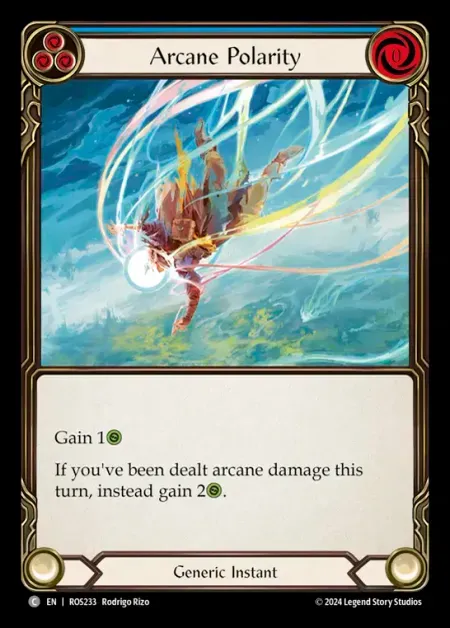 Arcane Polarity
0
Gain 1
If you've been dealt arcane damage this
turn, instead gain 2.
Generic Instant
C EN | ROS233 Rodrigo Rizo
© 2024 Legend Story Studios